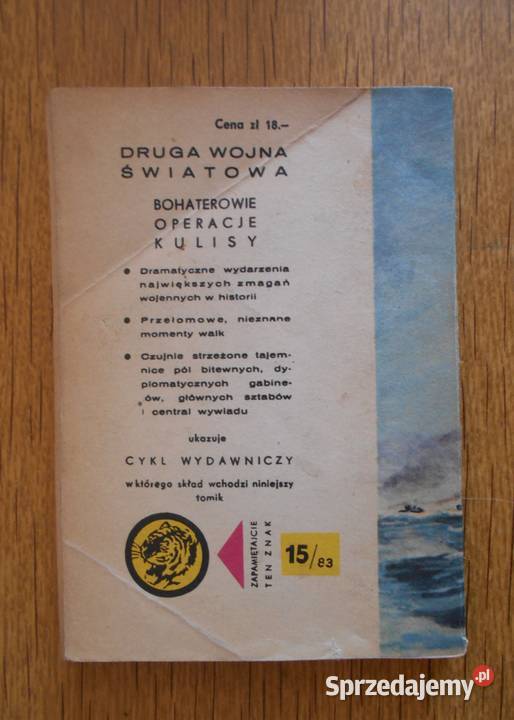 Cena zł 18.—
DRUGA WOJNA
ŚWIATOWA
BOHATEROWIE
OPERACJE
KULISY
● Dramatyczne wydarzenia
największych zmagań
wojennych w historii
● Przełomowe, nieznane
momenty walk
● Czujnie strzeżone tajem-
nice pól bitewnych, dy-
plomatycznych gabine-
ów, głównych sztabów
i central wywiadu
ukazuje
CYKL WYDAWNICZY
w którego skład wchodzi niniejszy
tomik
ZAPAMIĘTAJCIE
TEN ZNAK
15/83
Sprzedajemy.pl